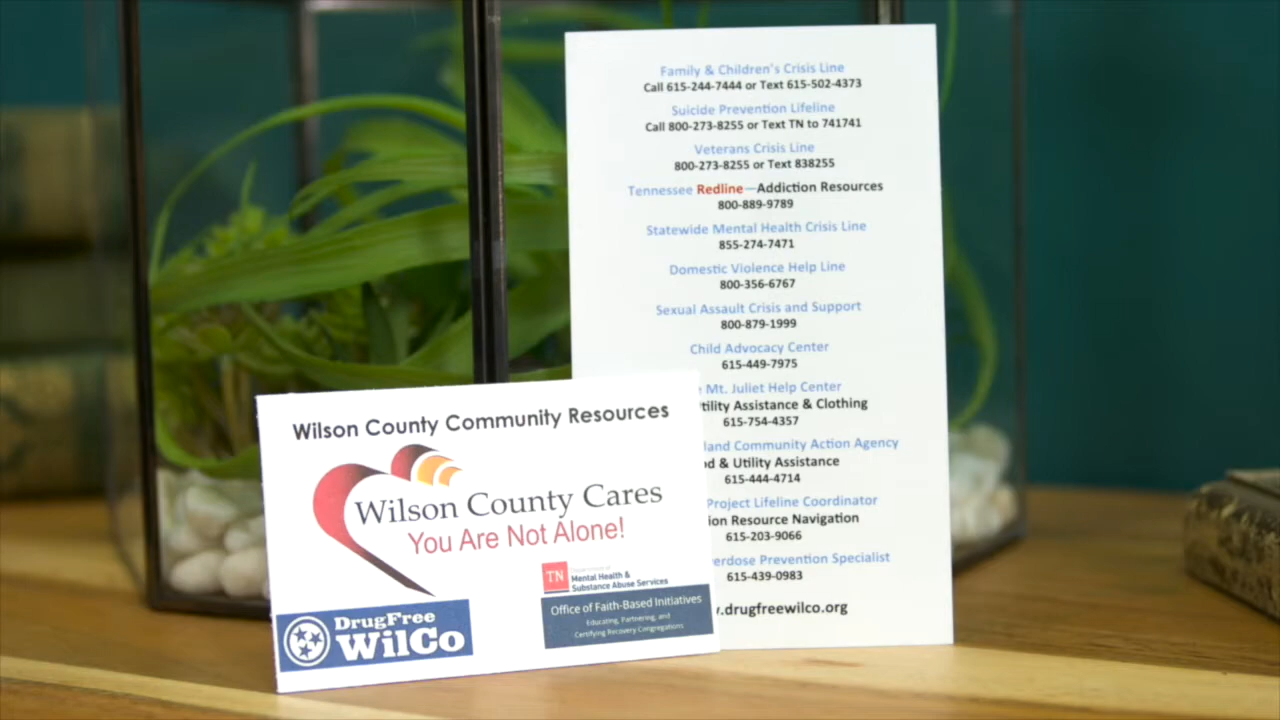 Family & Children's Crisis Line
Call 615-244-7444 or Text 615-502-4373
Suicide Prevention Lifeline
Call 800-273-8255 or Text TN to 741741
Veterans Crisis Line
800-273-8255 or Text 838255
Tennessee Redline—Addiction Resources
800-889-9789
Statewide Mental Health Crisis Line
855-274-7471
Domestic Violence Help Line
800-356-6767
Sexual Assault Crisis and Support
800-879-1999
Child Advocacy Center
615-449-7975
Mt. Juliet Help Center
tility Assistance & Clothing
615-754-4357
land Community Action Agency
d & Utility Assistance
615-444-4714
Project Lifeline Coordinator
ion Resource Navigation
615-203-9066
erdose Prevention Specialist
615-439-0983
.drugfreewilco.org
Wilson County Community Resources
Wilson County Cares
You Are Not Alone!
TN
Department of
Mental Health &
Substance Abuse Services
Office of Faith-Based Initiatives
Educating, Partnering, and
Certifying Recovery Congregations
DrugFree
WilCo